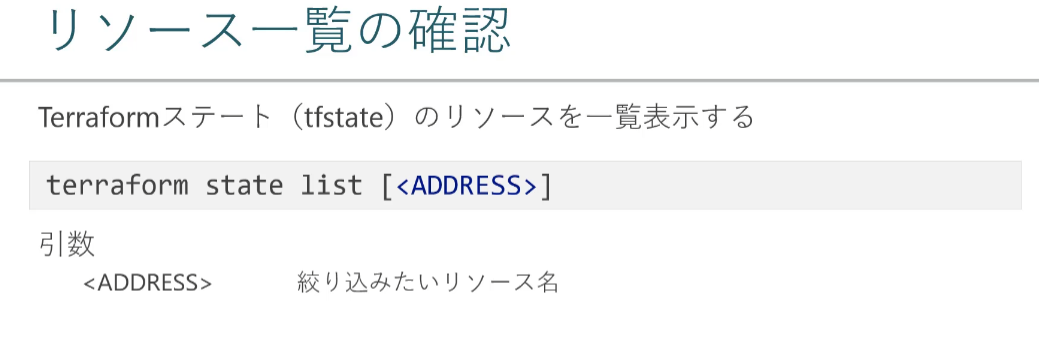 リソース一覧の確認
Terraformステート（tfstate）のリソースを一覧表示する
terraform state list [<ADDRESS>]
引数
<ADDRESS> 絞り込みたいリソース名